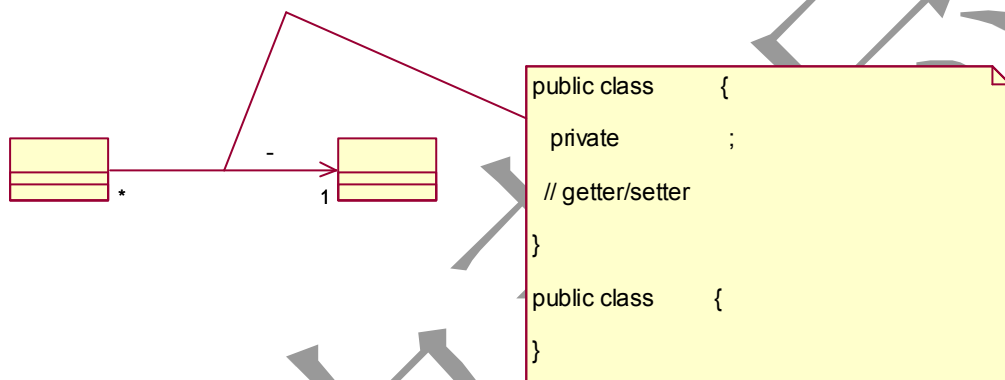 -
* 1
public class {
private ;
// getter/setter
}
public class {
}